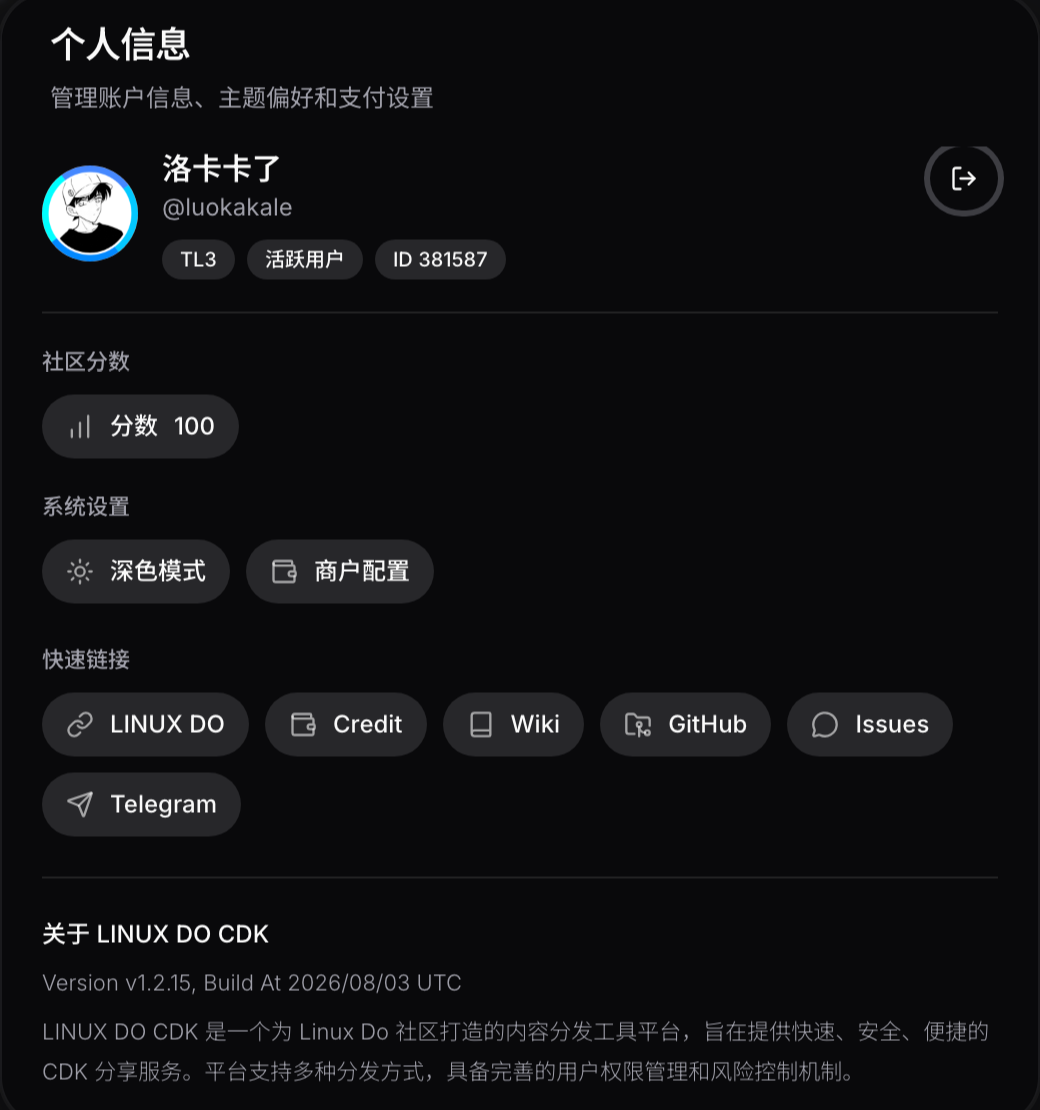 个人信息
管理账户信息、主题偏好和支付设置
洛卡卡了
@luokakale
TL3 活跃用户 ID 381587
社区分数
分数 100
系统设置
深色模式 商户配置
快速链接
LINUX DO Credit Wiki GitHub Issues
Telegram
关于 LINUX DO CDK
Version v1.2.15, Build At 2026/08/03 UTC
LINUX DO CDK 是一个为 Linux Do 社区打造的内容分发工具平台，旨在提供快速、安全、便捷的
CDK 分享服务。平台支持多种分发方式，具备完善的用户权限管理和风险控制机制。